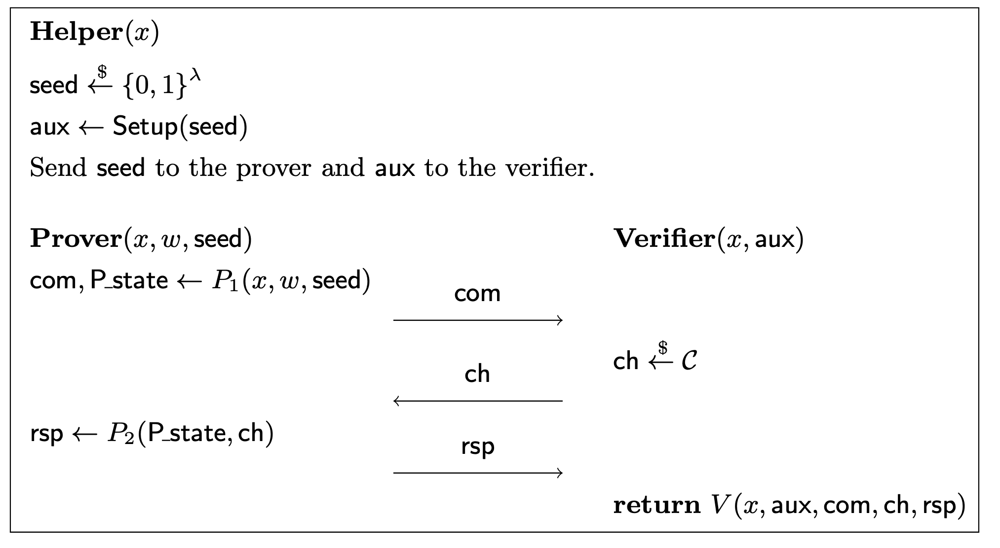 Helper(x)
seed ←$ {0, 1}^λ
aux ← Setup(seed)
Send seed to the prover and aux to the verifier.
Prover(x, w, seed) Verifier(x, aux)
com, P_state ← P₁(x, w, seed)
com
ch ←$ 𝒞
ch
rsp ← P₂(P_state, ch)
rsp
return V(x, aux, com, ch, rsp)